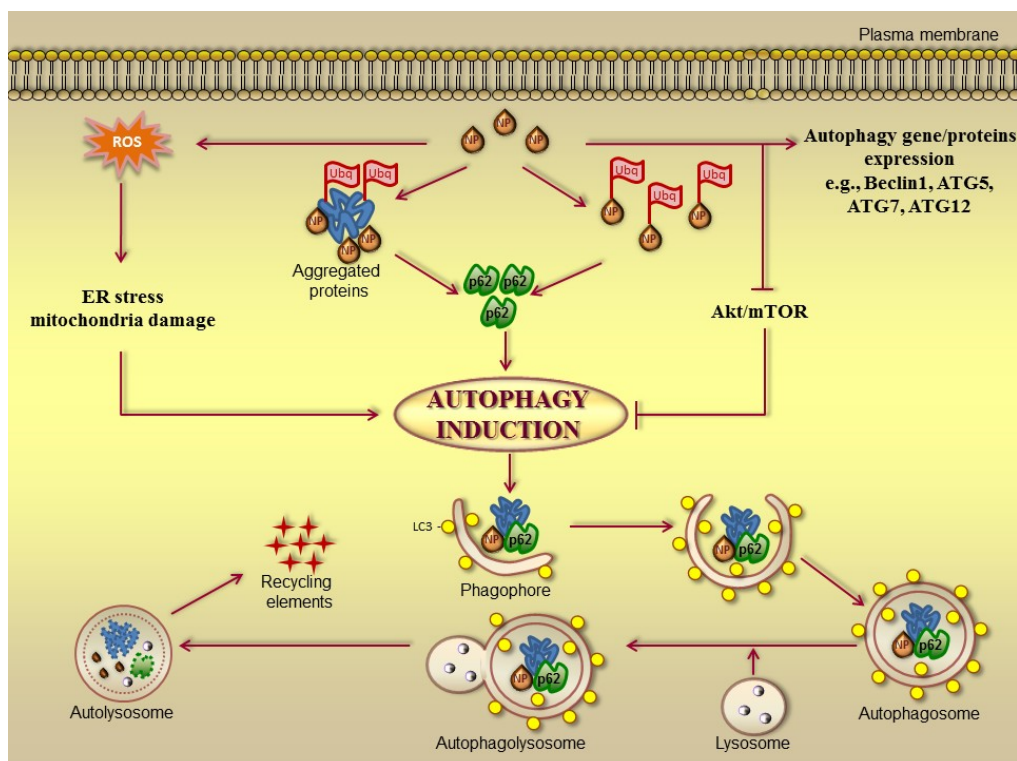 Plasma membrane
ROS
NP
NP
NP
Autophagy gene/proteins
expression
e.g., Beclin1, ATG5,
ATG7, ATG12
Ubq
Ubq
NP
NP
NP
Aggregated
proteins
Ubq
Ubq
Ubq
NP
NP
NP
p62
p62
p62
ER stress
mitochondria damage
Akt/mTOR
AUTOPHAGY
INDUCTION
LC3
NP
p62
Phagophore
NP
p62
NP
p62
Autophagosome
Lysosome
NP
p62
Autophagolysosome
Autolysosome
Recycling
elements